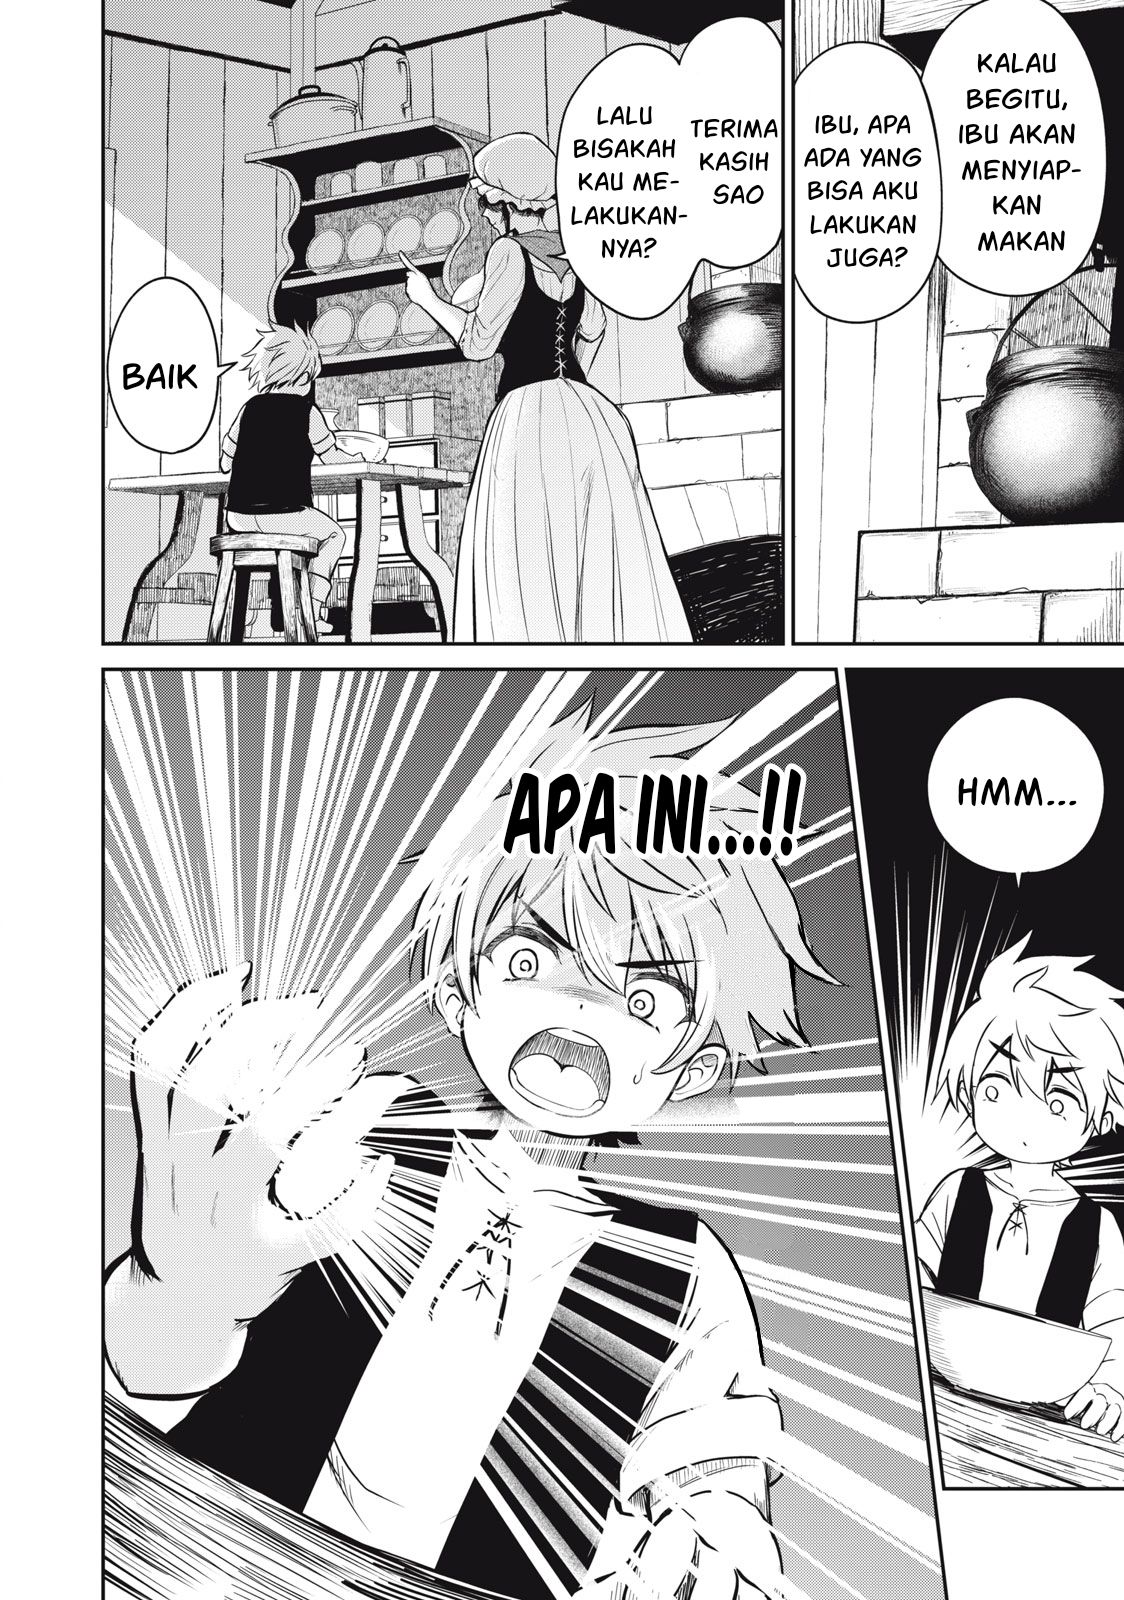 KALAU
BEGITU,
IBU AKAN
MENYIAP-
KAN
MAKAN
IBU, APA
ADA YANG
BISA AKU
LAKUKAN
JUGA?
TERIMA
KASIH
SAO
LALU
BISAKAH
KAU ME-
LAKUKAN-
NYA?
BAIK
HMM...
APA INI...!!